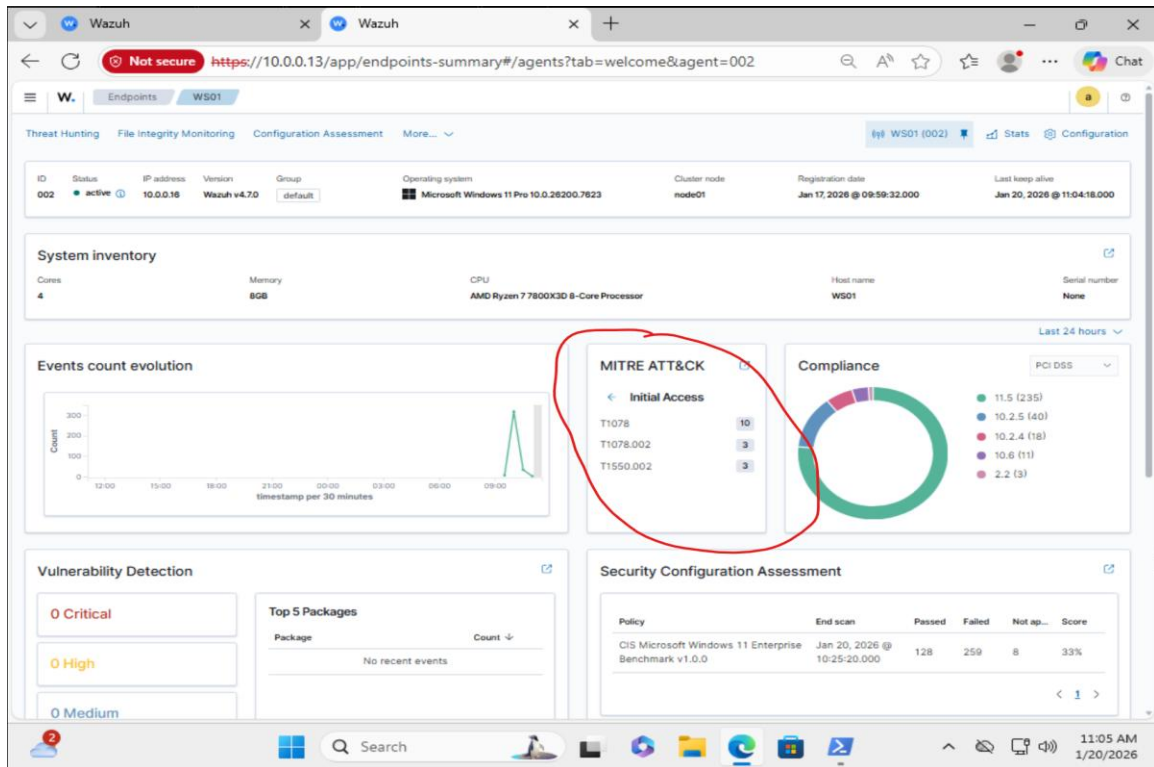 Wazuh
Wazuh
Not secure https://10.0.0.13/app/endpoints-summary#/agents?tab=welcome&agent=002 Chat
W. Endpoints WS01 a
Threat Hunting File Integrity Monitoring Configuration Assessment More... WS01 (002) Stats Configuration
ID Status IP address Version Group Operating system Cluster node Registration date Last keep alive
002 active 10.0.0.16 Wazuh v4.7.0 default Microsoft Windows 11 Pro 10.0.26200.7623 node01 Jan 17, 2026 @ 09:59:32.000 Jan 20, 2026 @ 11:04:18.000
System inventory
Cores Memory CPU Host name Serial number
4 8GB AMD Ryzen 7 7800X3D 8-Core Processor WS01 None
Last 24 hours
Events count evolution
Count
300
200
100
0
12:00 15:00 18:00 21:00 00:00 03:00 06:00 09:00
timestamp per 30 minutes
MITRE ATT&CK
Initial Access
T1078 10
T1078.002 3
T1550.002 3
Compliance PCI DSS
11.5 (235)
10.2.5 (40)
10.2.4 (18)
10.6 (11)
2.2 (3)
Vulnerability Detection
0 Critical
0 High
0 Medium
Top 5 Packages
Package Count
No recent events
Security Configuration Assessment
Policy End scan Passed Failed Not ap... Score
CIS Microsoft Windows 11 Enterprise Jan 20, 2026 @ 128 259 8 33%
Benchmark v1.0.0 10:25:20.000
1
2 Search 11:05 AM
1/20/2026